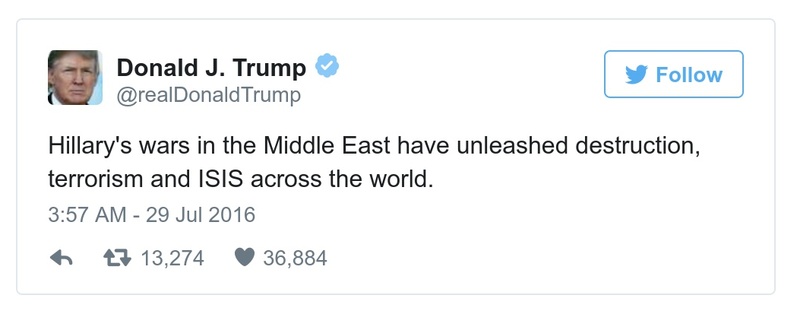 Donald J. Trump
@realDonaldTrump
Follow
Hillary's wars in the Middle East have unleashed destruction,
terrorism and ISIS across the world.
3:57 AM - 29 Jul 2016
13,274 36,884